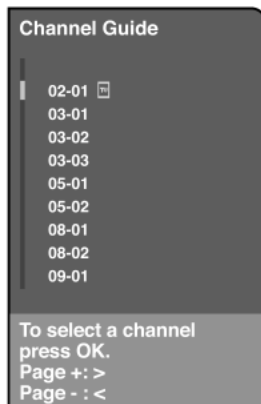 Channel Guide
02-01
03-01
03-02
03-03
05-01
05-02
08-01
08-02
09-01
To select a channel
press OK.
Page +: >
Page - : <